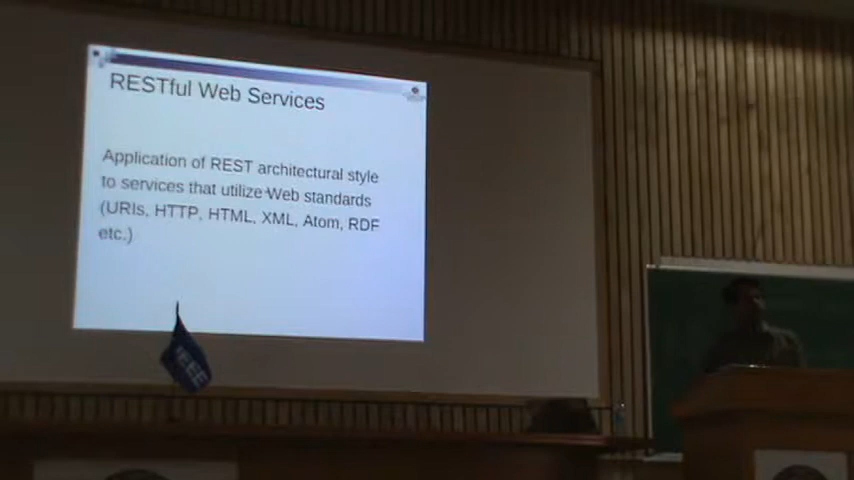 RESTful Web Services
Application of REST architectural style
to services that utilize Web standards
(URIs, HTTP, HTML, XML, Atom, RDF
etc.)
IEEE